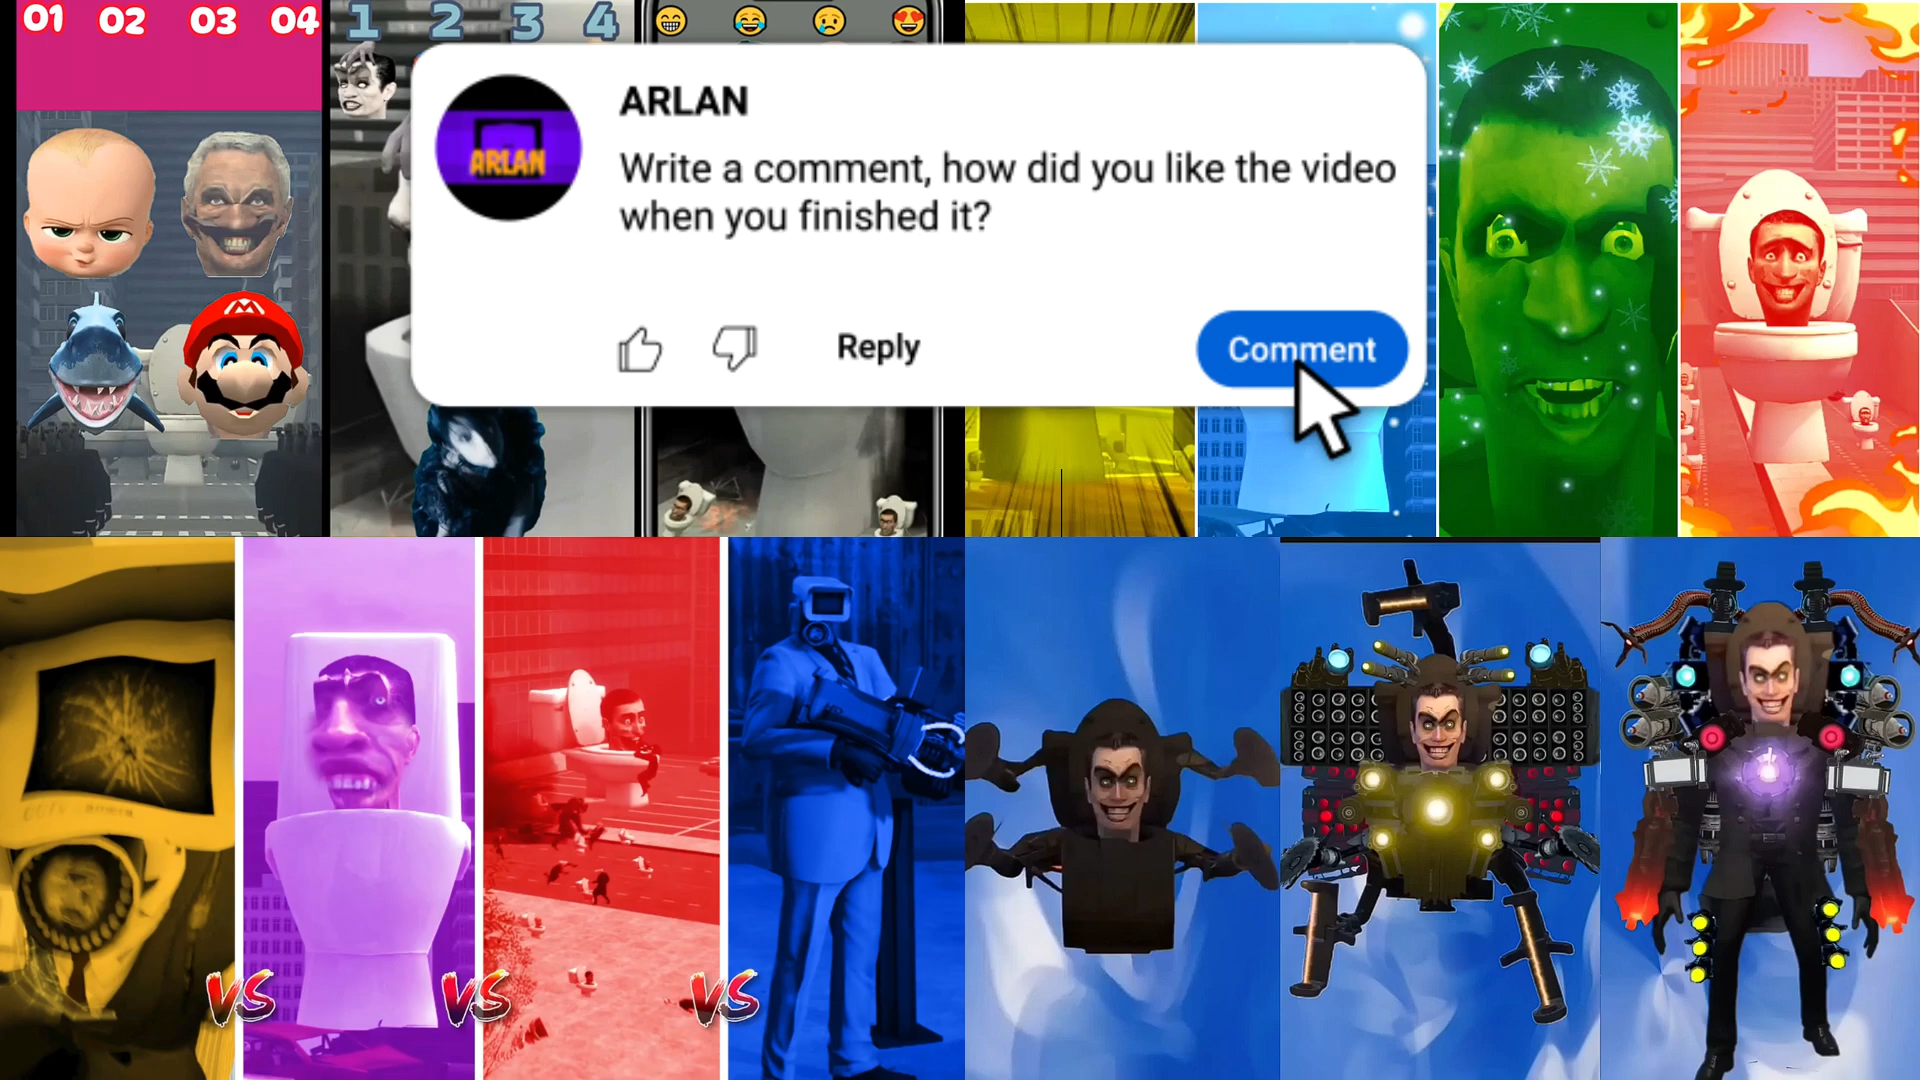 01 02 03 04
1 2 3 4
ARLAN
ARLAN
Write a comment, how did you like the video
when you finished it?
Reply
Comment
VS
VS
VS